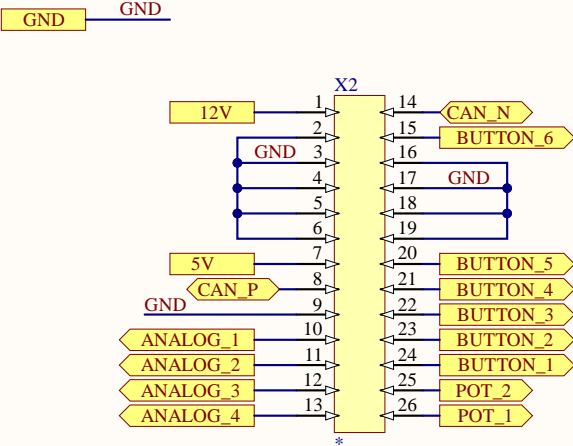 GND GND
X2
12V 1 14 CAN_N
2 15 BUTTON_6
GND 3 16
4 17 GND
5 18
6 19
5V 7 20 BUTTON_5
CAN_P 8 21 BUTTON_4
GND 9 22 BUTTON_3
ANALOG_1 10 23 BUTTON_2
ANALOG_2 11 24 BUTTON_1
ANALOG_3 12 25 POT_2
ANALOG_4 13 26 POT_1
*